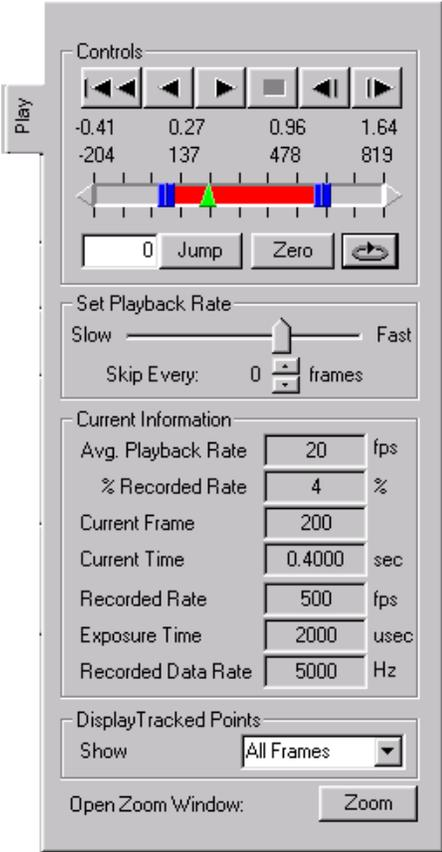 Play
Controls
-0.41 0.27 0.96 1.64
-204 137 478 819
0 Jump Zero
Set Playback Rate
Slow Fast
Skip Every: 0 frames
Current Information
Avg. Playback Rate 20 fps
% Recorded Rate 4 %
Current Frame 200
Current Time 0.4000 sec
Recorded Rate 500 fps
Exposure Time 2000 usec
Recorded Data Rate 5000 Hz
DisplayTracked Points
Show All Frames
Open Zoom Window: Zoom